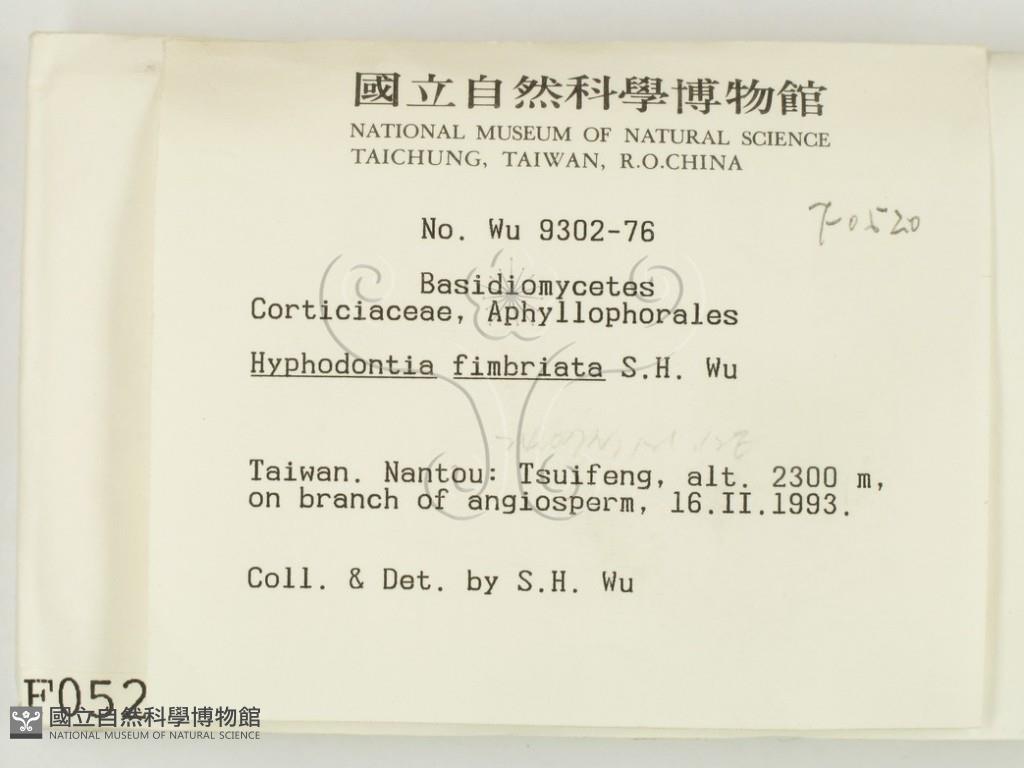 國立自然科學博物館
NATIONAL MUSEUM OF NATURAL SCIENCE
TAICHUNG, TAIWAN, R.O.CHINA
F0520
No. Wu 9302-76
Basidiomycetes
Corticiaceae, Aphyllophorales
Hyphodontia fimbriata S.H. Wu
Taiwan. Nantou: Tsuifeng, alt. 2300 m,
on branch of angiosperm, 16.II.1993.
Coll. & Det. by S.H. Wu
F052
國立自然科學博物館
NATIONAL MUSEUM OF NATURAL SCIENCE